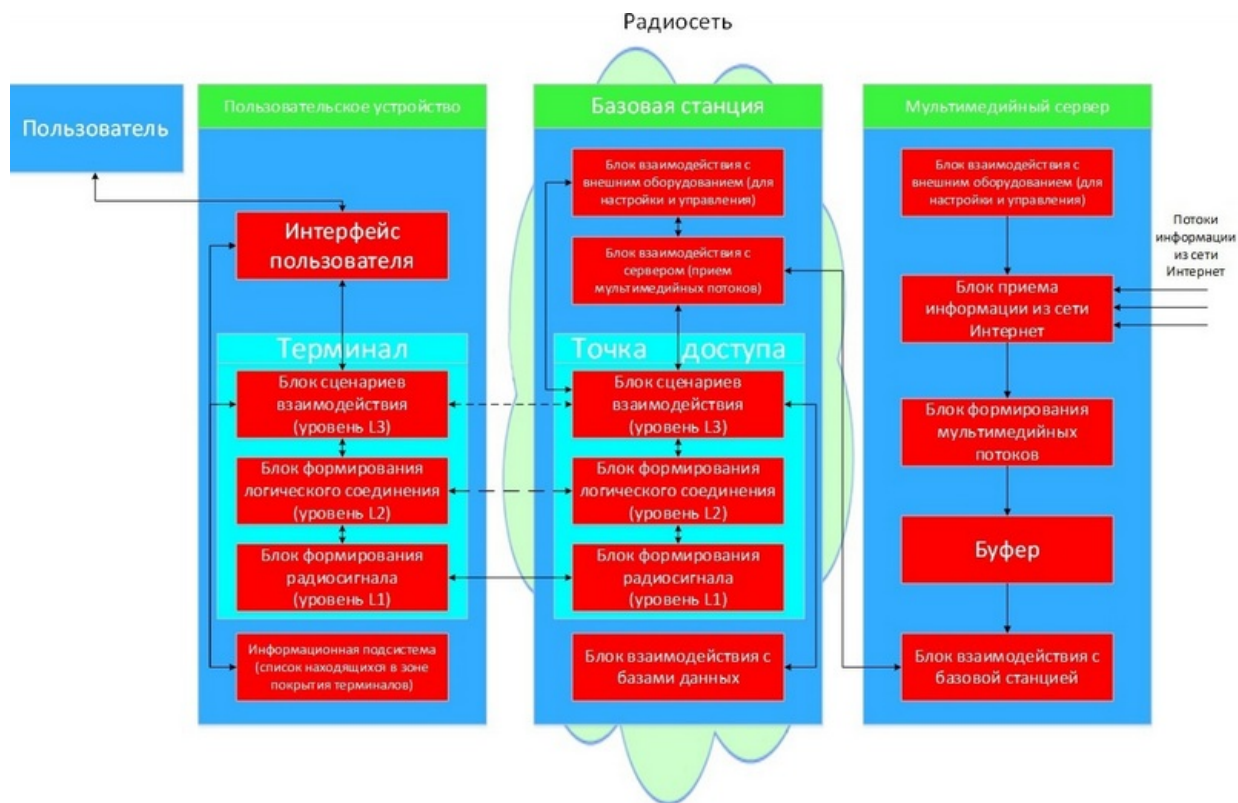 Радиосеть
Пользователь
Пользовательское устройство
Интерфейс
пользователя
Терминал
Блок сценариев
взаимодействия
(уровень L3)
Блок формирования
логического соединения
(уровень L2)
Блок формирования
радиосигнала
(уровень L1)
Информационная подсистема
(список находящихся в зоне
покрытия терминалов)
Базовая станция
Блок взаимодействия с
внешним оборудованием (для
настройки и управления)
Блок взаимодействия с
сервером (прием
мультимедийных потоков)
Точка доступа
Блок сценариев
взаимодействия
(уровень L3)
Блок формирования
логического соединения
(уровень L2)
Блок формирования
радиосигнала
(уровень L1)
Блок взаимодействия с
базами данных
Мультимедийный сервер
Блок взаимодействия с
внешним оборудованием (для
настройки и управления)
Блок приема
информации из сети
Интернет
Блок формирования
мультимедийных
потоков
Буфер
Блок взаимодействия с
базовой станцией
Потоки
информации
из сети
Интернет